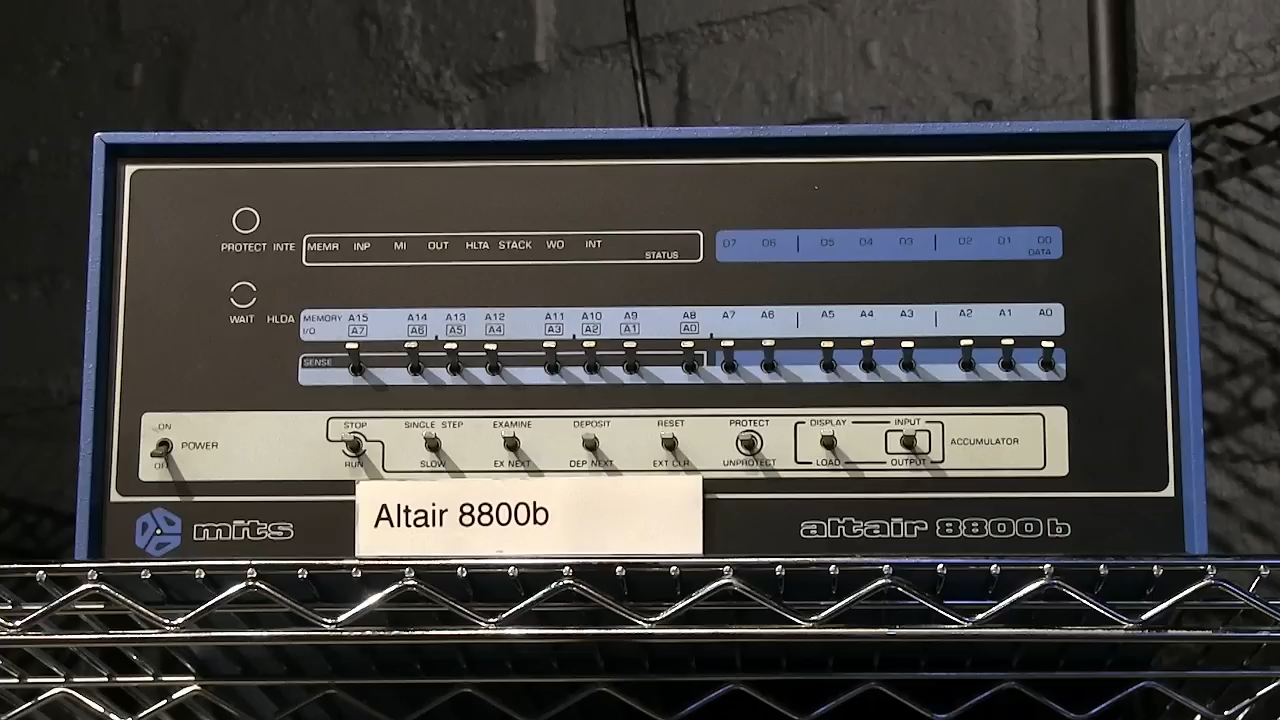 PROTECT INTE MEMR INP MI OUT HLTA STACK WO INT D7 D6 D5 D4 D3 D2 D1 D0
STATUS DATA
WAIT HLDA MEMORY A15 A14 A13 A12 A11 A10 A9 A8 A7 A6 A5 A4 A3 A2 A1 A0
I/O A7 A6 A5 A4 A3 A2 A1 A0
SENSE
ON STOP SINGLE STEP EXAMINE DEPOSIT RESET PROTECT DISPLAY INPUT
POWER ACCUMULATOR
OFF RUN SLOW EX NEXT DEP NEXT EXT CLR UNPROTECT LOAD OUTPUT
mits altair 8800b
Altair 8800b